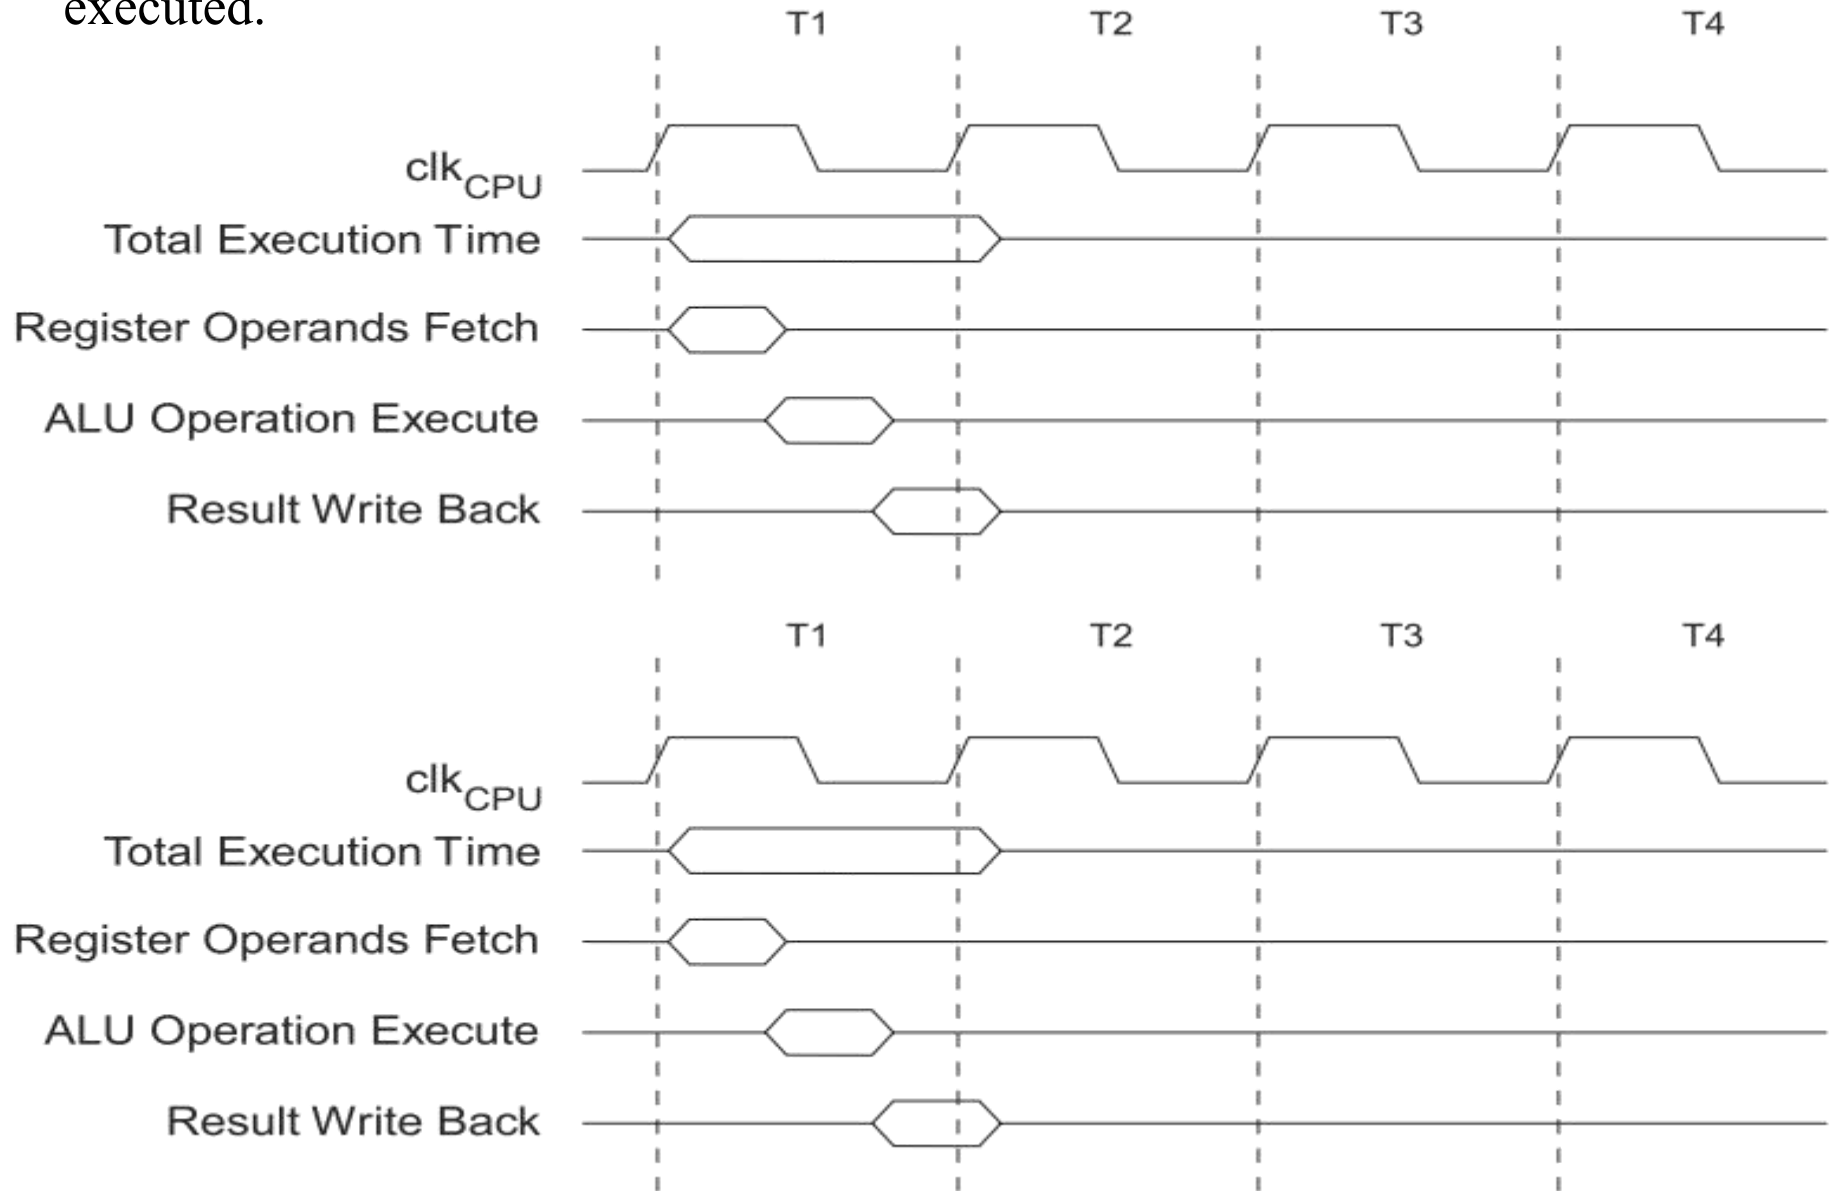 executed.
T1 T2 T3 T4
clkCPU
Total Execution Time
Register Operands Fetch
ALU Operation Execute
Result Write Back
T1 T2 T3 T4
clkCPU
Total Execution Time
Register Operands Fetch
ALU Operation Execute
Result Write Back